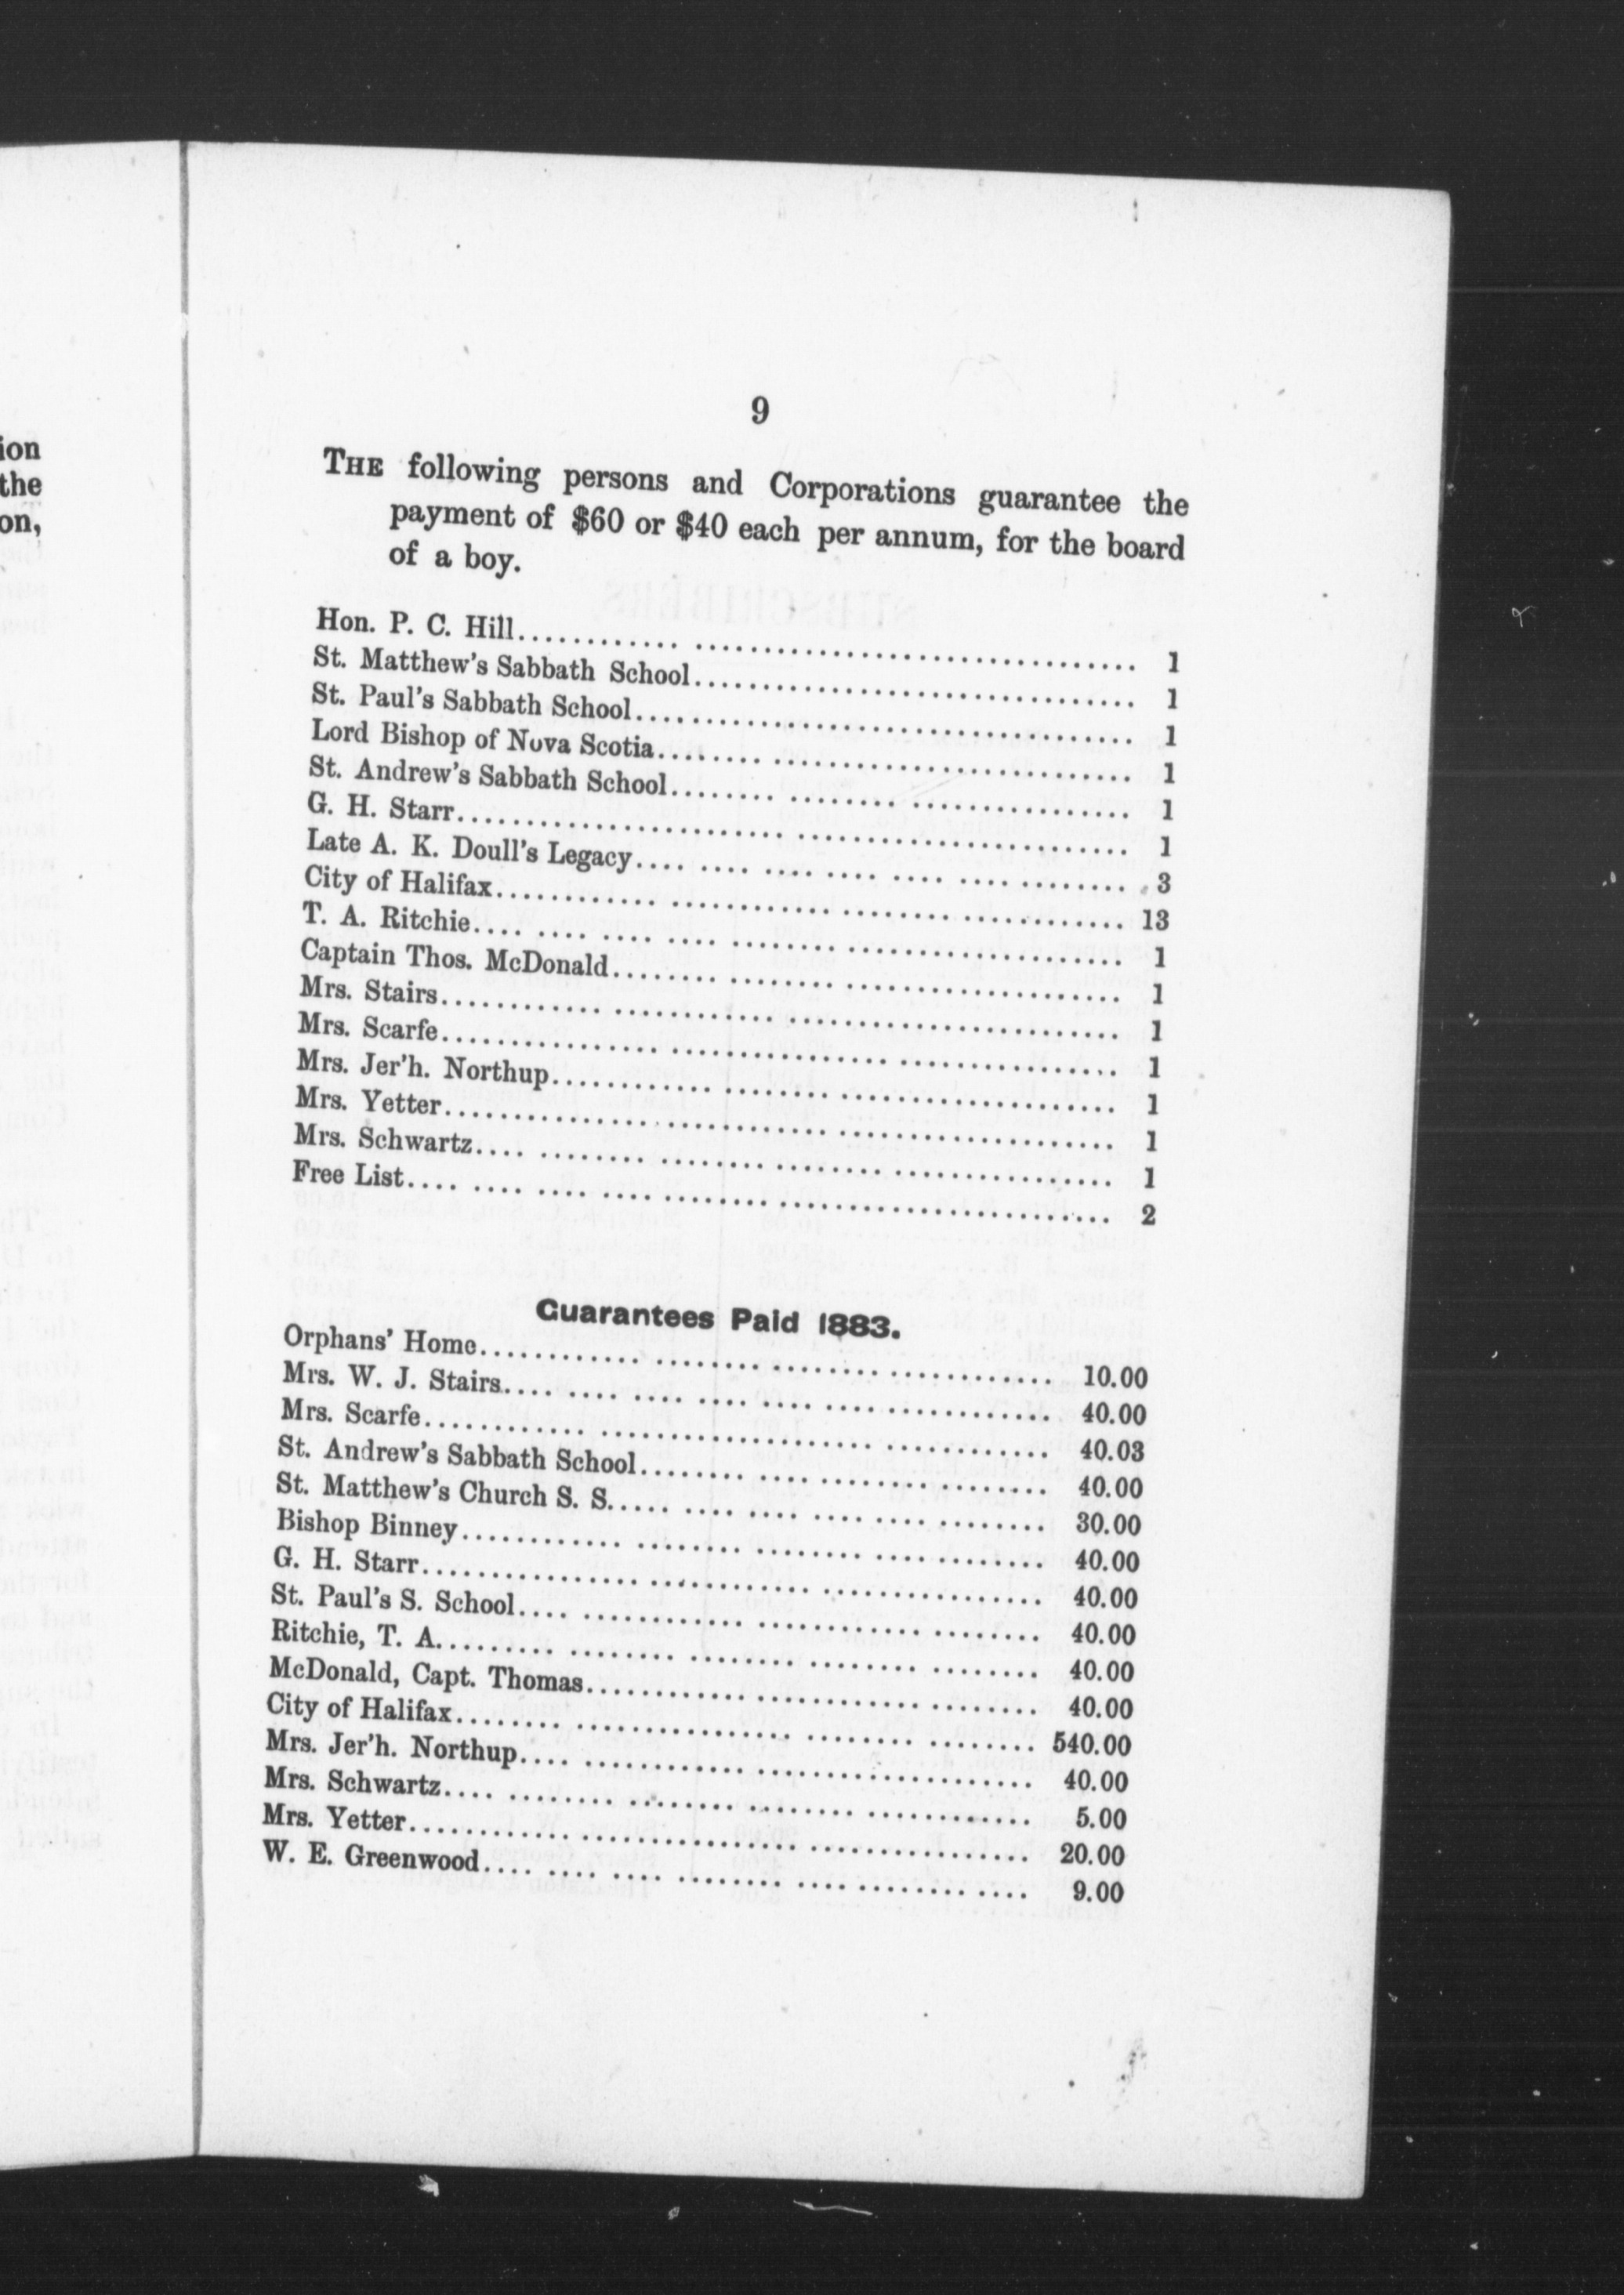 ion
the
on,
9
THE following persons and Corporations guarantee the
payment of $60 or $40 each per annum, for the board
of a boy.
Hon. P. C. Hill............ ................................ 1
St. Matthew's Sabbath School................................ 1
St. Paul's Sabbath School.................................... 1
Lord Bishop of Nova Scotia........ .......................... 1
St. Andrew's Sabbath School........ ........ ................ 1
G. H. Starr........................ ........................ 1
Late A. K. Doull's Legacy.... .... .... .... .... .... ........ 3
City of Halifax............ ............ ........ ............ 13
T. A. Ritchie.... .... .... .... ........ .................... 1
Captain Thos. McDonald........ ........ .................... 1
Mrs. Stairs............ ............ ........................ 1
Mrs. Scarfe................ ................ ................ 1
Mrs. Jer'h. Northup............ ........ .................... 1
Mrs. Yetter................ ............ .................... 1
Mrs. Schwartz.... ........ ........ ........ ................ 1
Free List.... .... .... .... ........ ........................ 2
Guarantees Paid 1883.
Orphans' Home............ ........ ........ ............ 10.00
Mrs. W. J. Stairs.... .... .... .... .... .... ............ 40.00
Mrs. Scarfe............ .................... ............ 40.03
St. Andrew's Sabbath School........ .... ........ ........ 40.00
St. Matthew's Church S. S..... .... .... .... .... ........ 30.00
Bishop Binney............ ........ ........ .... ........ 40.00
G. H. Starr................ ............ ................ 40.00
St. Paul's S. School.... ............ ............ ........ 40.00
Ritchie, T. A......... ........ ........ ........ ........ 40.00
McDonald, Capt. Thomas............ ............ ........ 40.00
City of Halifax........ ................ ........ ........ 540.00
Mrs. Jer'h. Northup.... ............ .................... 40.00
Mrs. Schwartz.... ........ ........ ........ ............ 5.00
Mrs. Yetter............ ................ ................ 20.00
W. E. Greenwood.... .... .... ........ .... ........ .... 9.00